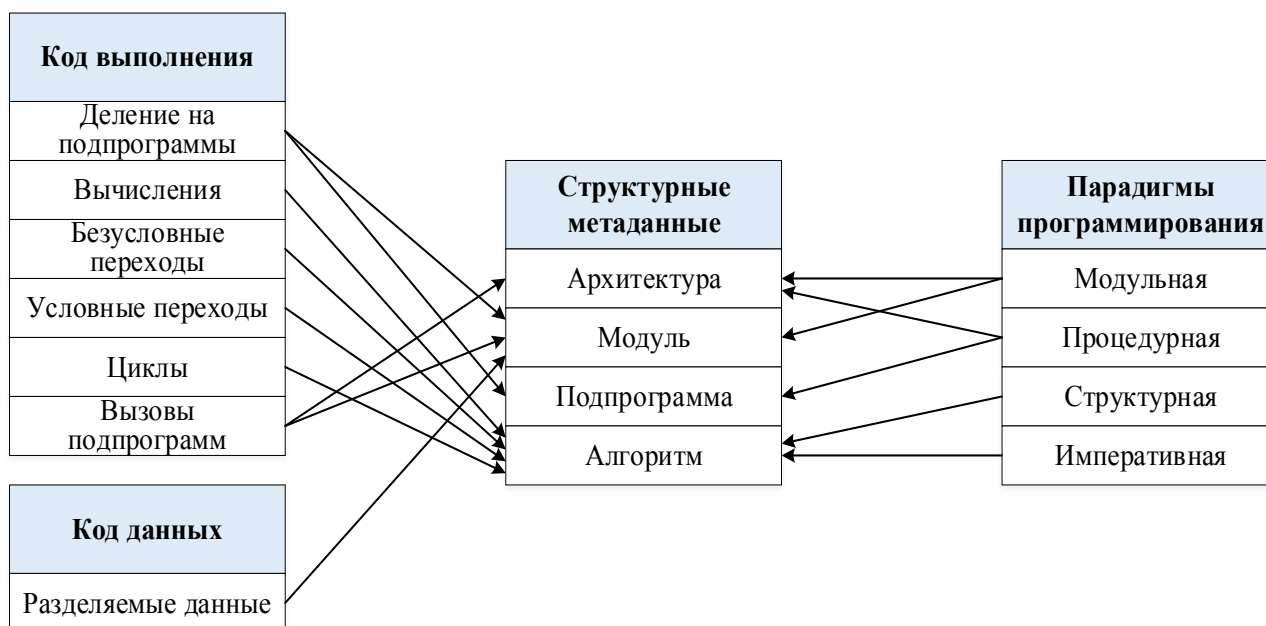 Код выполнения
Деление на
подпрограммы
Вычисления
Безусловные
переходы
Условные переходы
Циклы
Вызовы
подпрограмм
Код данных
Разделяемые данные
Структурные
метаданные
Архитектура
Модуль
Подпрограмма
Алгоритм
Парадигмы
программирования
Модульная
Процедурная
Структурная
Императивная